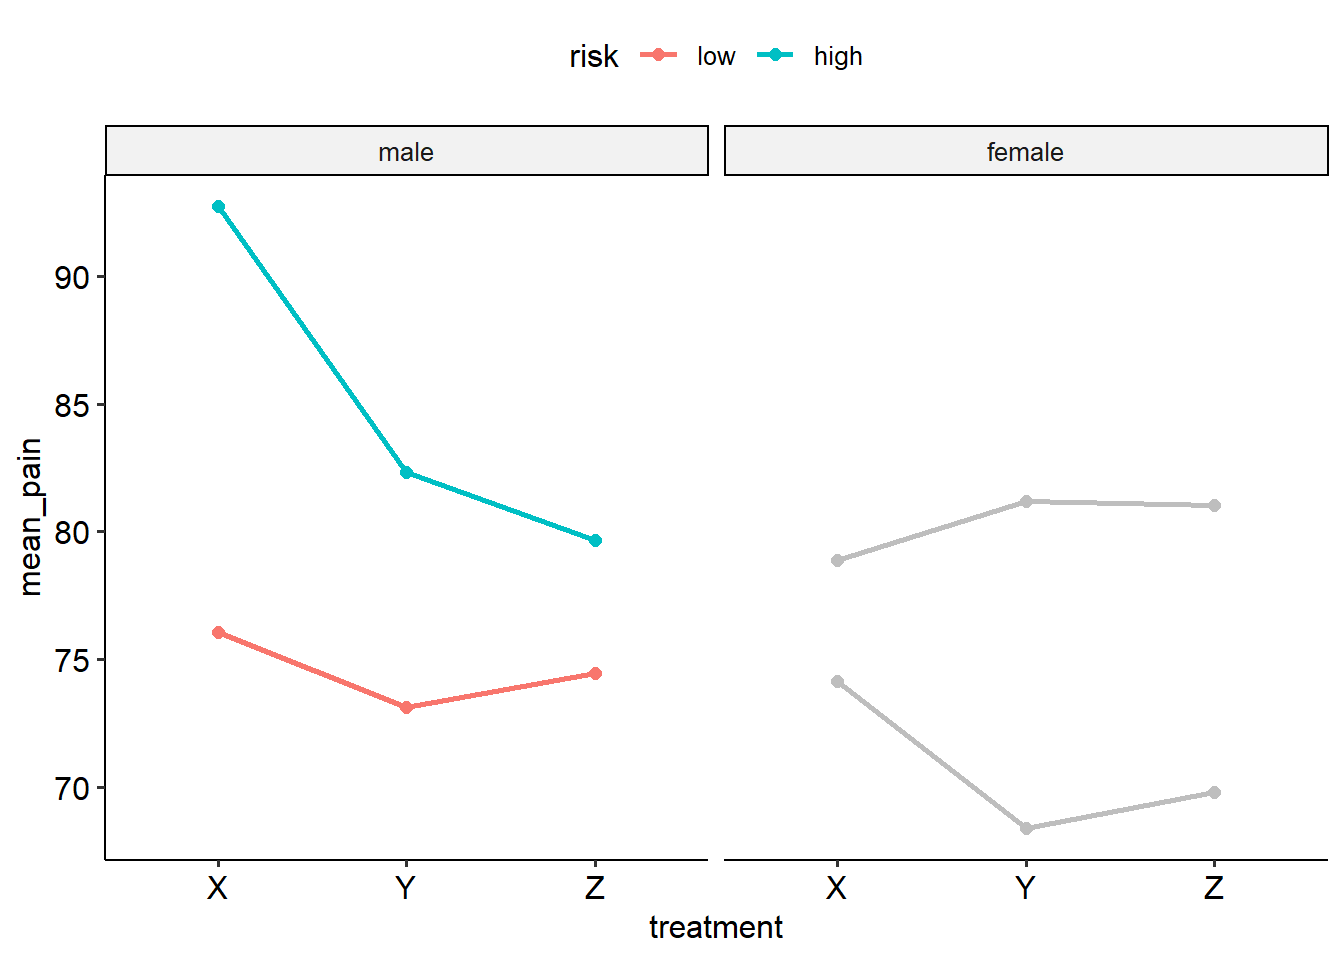 risk low high
male female
90
85
80
75
70
mean_pain
X Y Z X Y Z
treatment